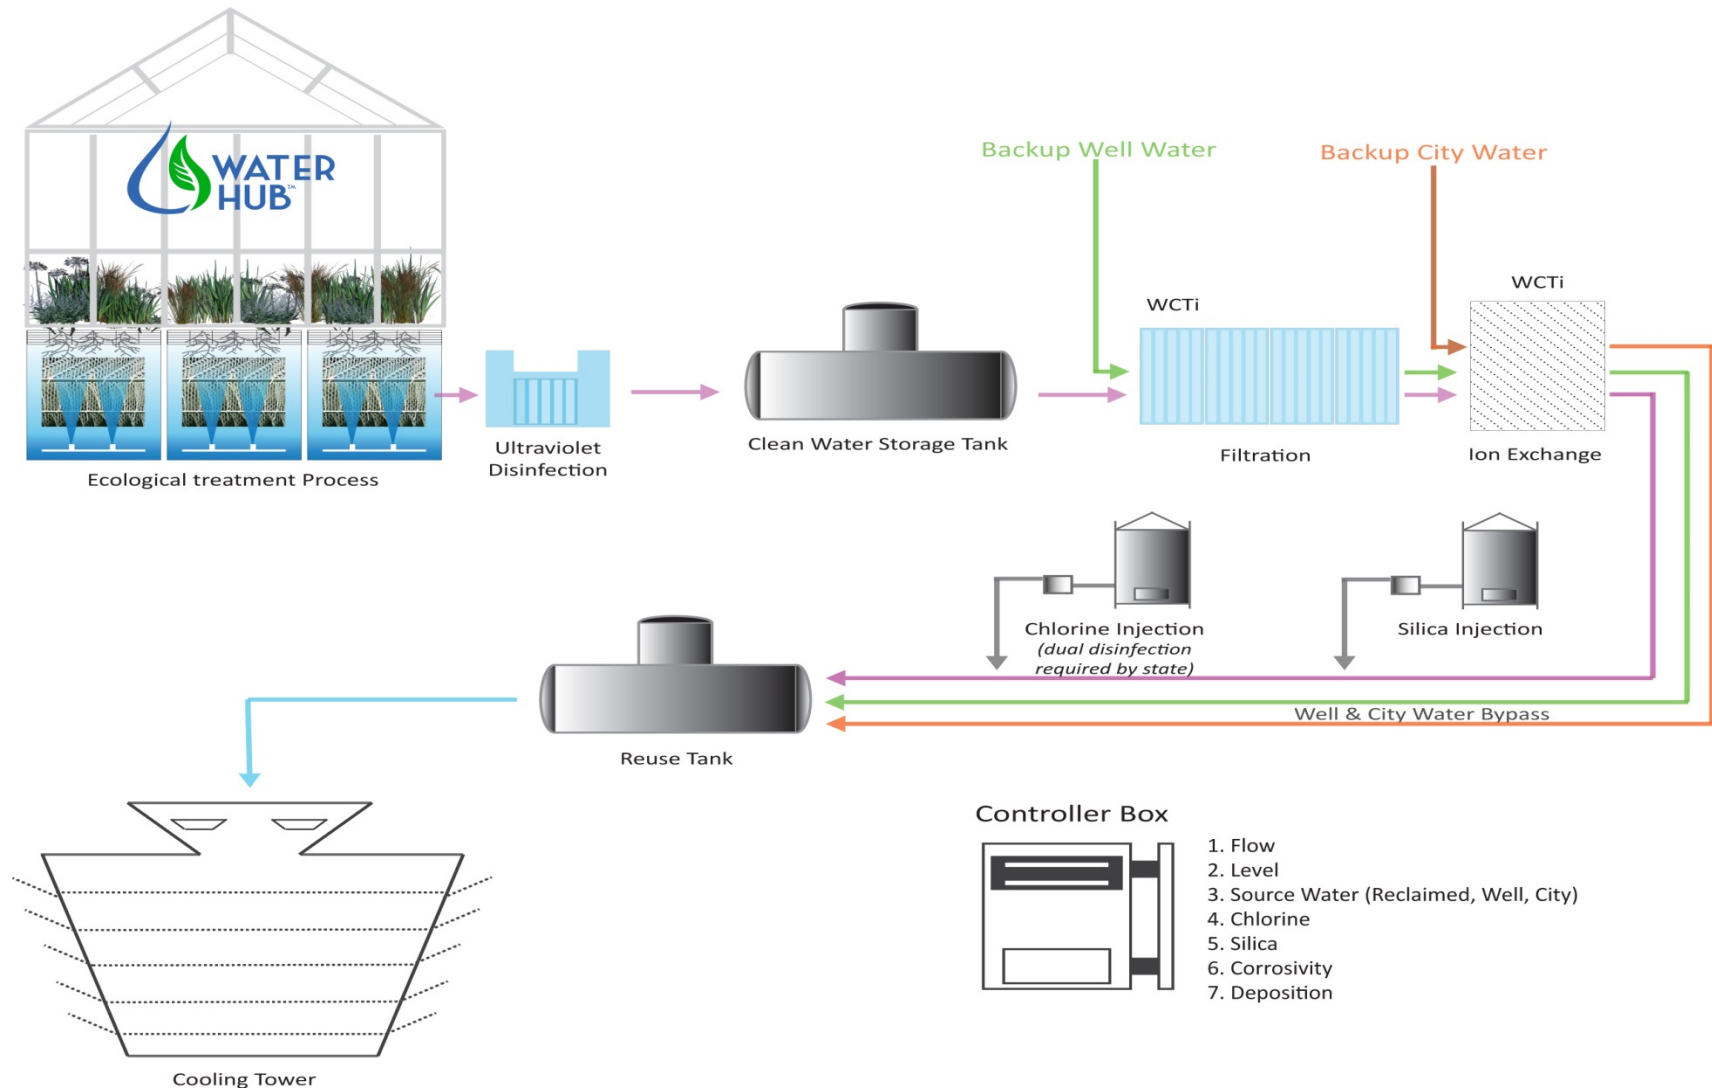 WATER
HUB™
Backup Well Water
Backup City Water
WCTi
WCTi
Ultraviolet
Disinfection
Clean Water Storage Tank
Filtration
Ion Exchange
Ecological treatment Process
Chlorine Injection
(dual disinfection
required by state)
Silica Injection
Well & City Water Bypass
Reuse Tank
Controller Box
1. Flow
2. Level
3. Source Water (Reclaimed, Well, City)
4. Chlorine
5. Silica
6. Corrosivity
7. Deposition
Cooling Tower